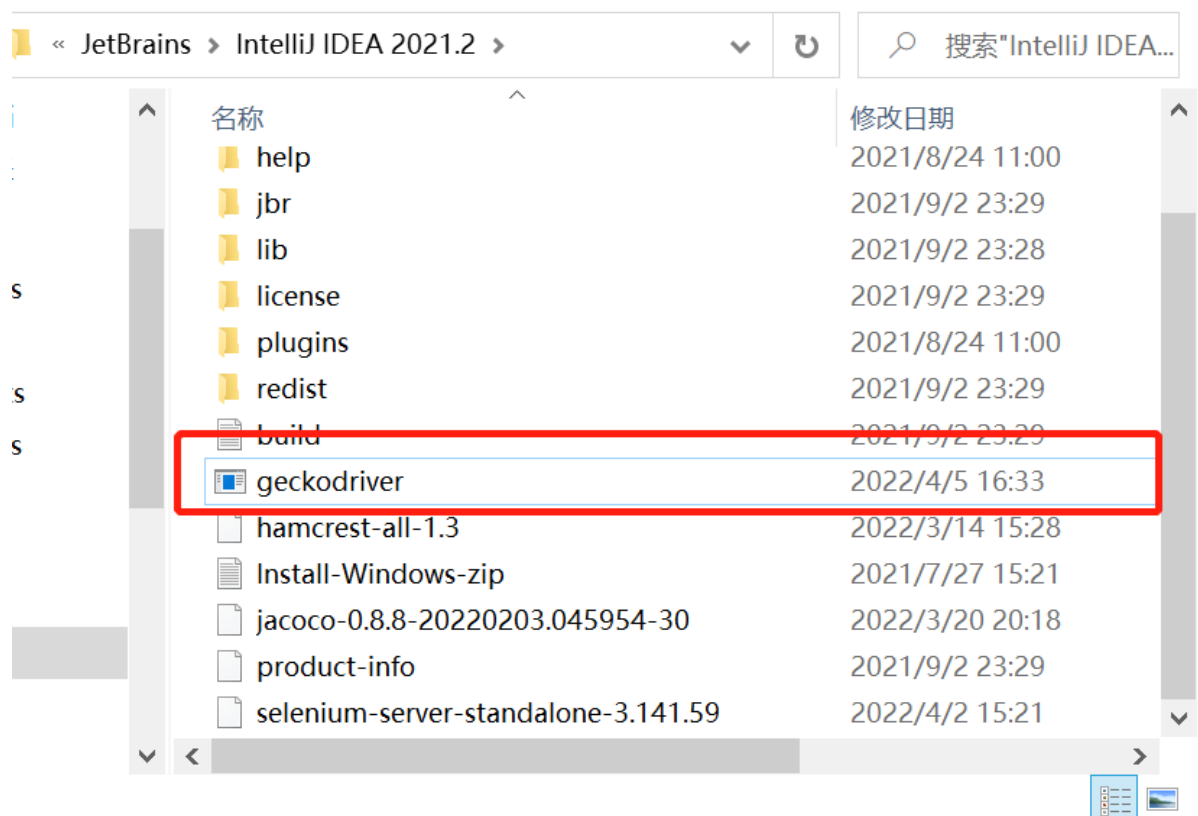 « JetBrains > IntelliJ IDEA 2021.2 >
搜索"IntelliJ IDEA...
名称 修改日期
help 2021/8/24 11:00
jbr 2021/9/2 23:29
lib 2021/9/2 23:28
license 2021/9/2 23:29
plugins 2021/8/24 11:00
redist 2021/9/2 23:29
build 2021/9/2 23:29
geckodriver 2022/4/5 16:33
hamcrest-all-1.3 2022/3/14 15:28
Install-Windows-zip 2021/7/27 15:21
jacoco-0.8.8-20220203.045954-30 2022/3/20 20:18
product-info 2021/9/2 23:29
selenium-server-standalone-3.141.59 2022/4/2 15:21